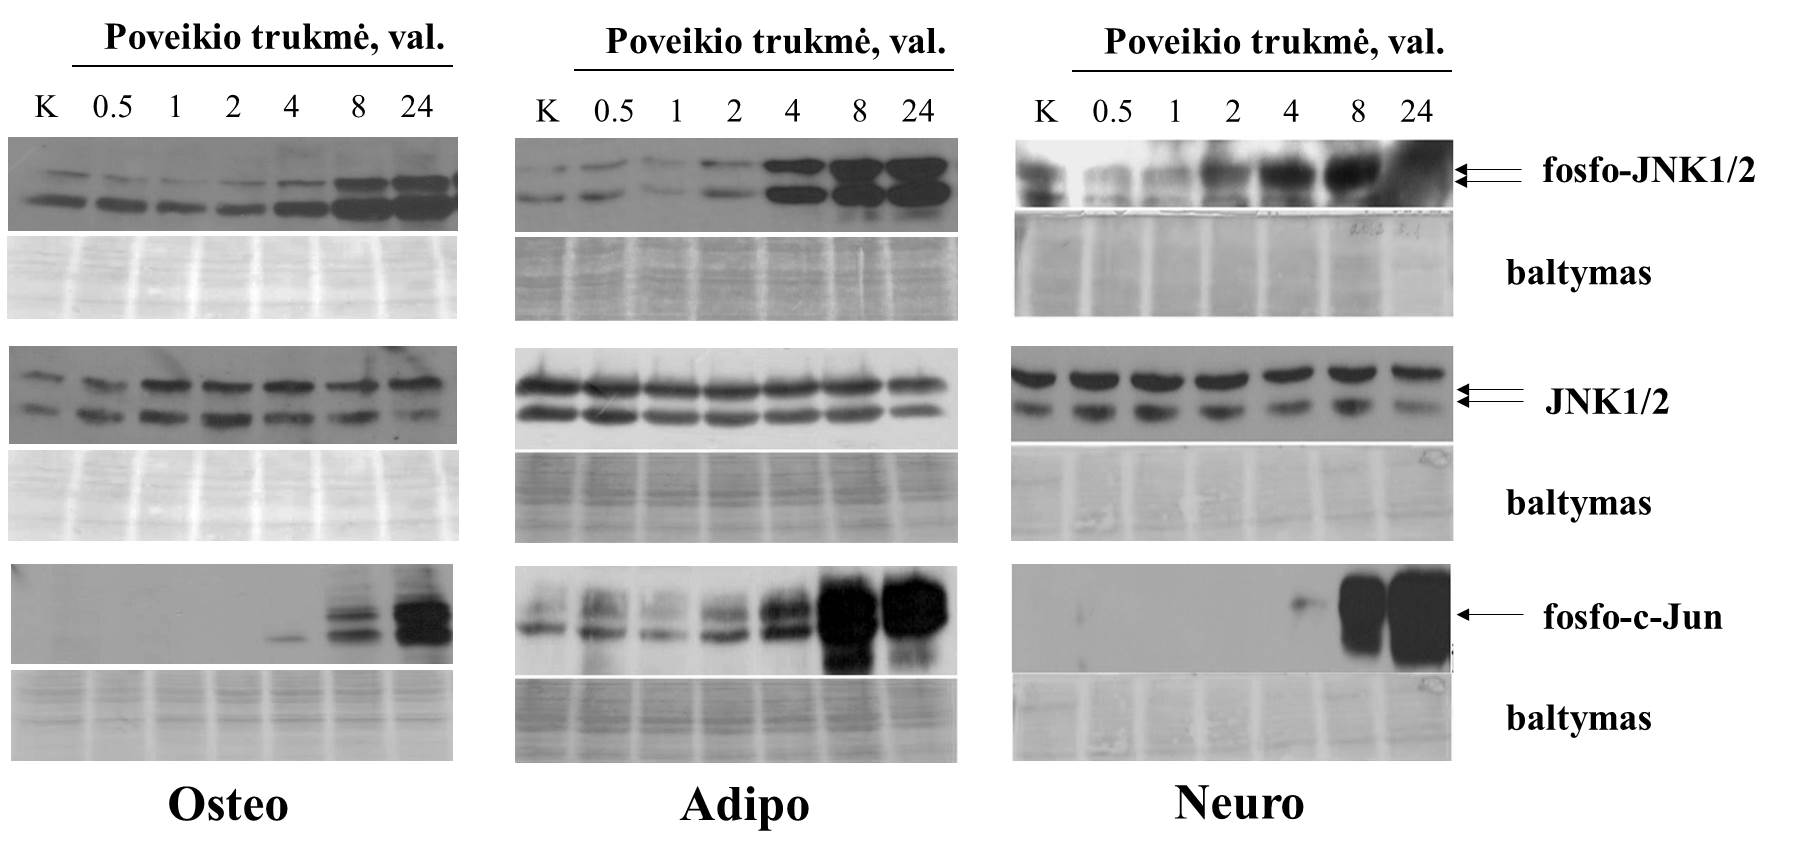 Poveikio trukmė, val.
K 0.5 1 2 4 8 24
Poveikio trukmė, val.
K 0.5 1 2 4 8 24
Poveikio trukmė, val.
K 0.5 1 2 4 8 24
fosfo-JNK1/2
baltymas
JNK1/2
baltymas
fosfo-c-Jun
baltymas
Osteo
Adipo
Neuro